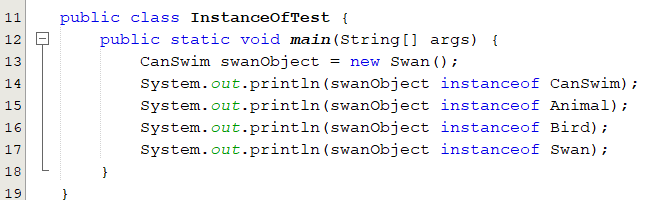 11 public class InstanceOfTest {
12 public static void main(String[] args) {
13 CanSwim swanObject = new Swan();
14 System.out.println(swanObject instanceof CanSwim);
15 System.out.println(swanObject instanceof Animal);
16 System.out.println(swanObject instanceof Bird);
17 System.out.println(swanObject instanceof Swan);
18 }
19 }